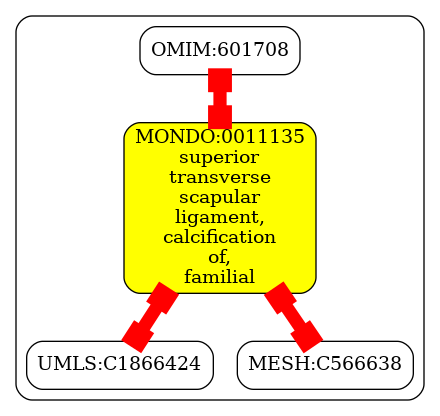 OMIM:601708
MONDO:0011135
superior
transverse
scapular
ligament,
calcification
of,
familial
UMLS:C1866424
MESH:C566638